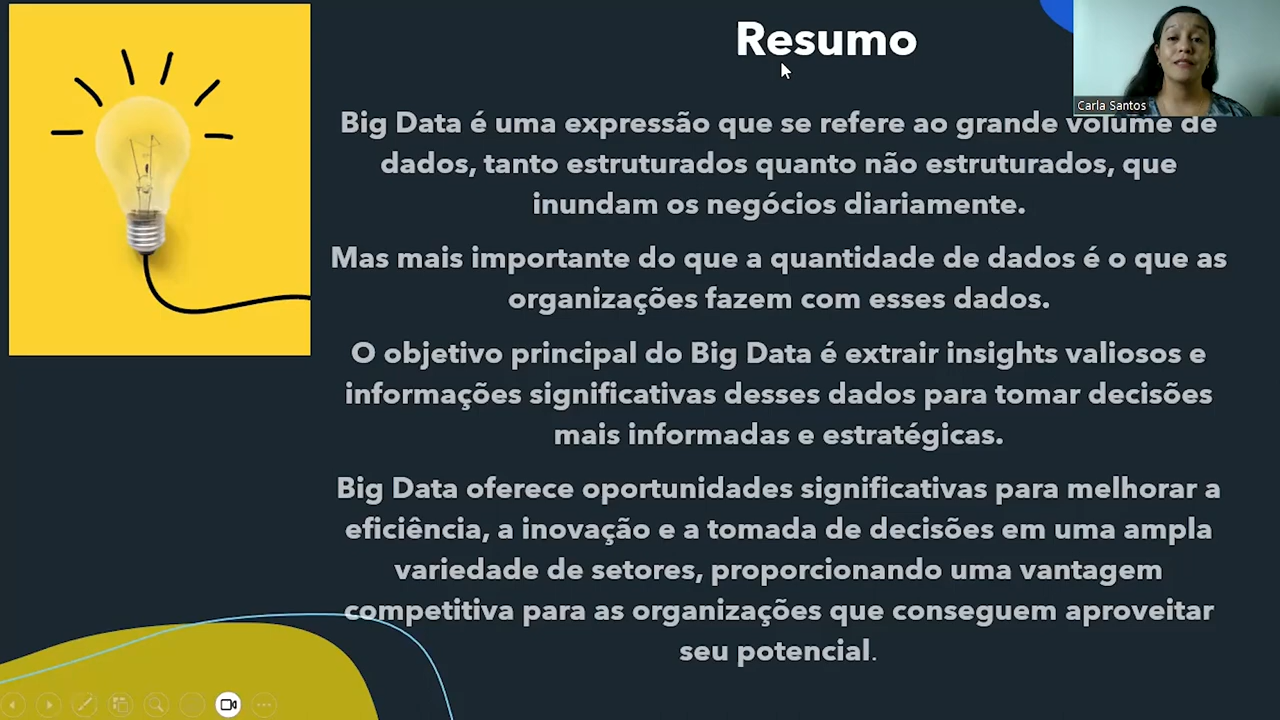 Resumo
Carla Santos
Big Data é uma expressão que se refere ao grande volume de
dados, tanto estruturados quanto não estruturados, que
inundam os negócios diariamente.
Mas mais importante do que a quantidade de dados é o que as
organizações fazem com esses dados.
O objetivo principal do Big Data é extrair insights valiosos e
informações significativas desses dados para tomar decisões
mais informadas e estratégicas.
Big Data oferece oportunidades significativas para melhorar a
eficiência, a inovação e a tomada de decisões em uma ampla
variedade de setores, proporcionando uma vantagem
competitiva para as organizações que conseguem aproveitar
seu potencial.